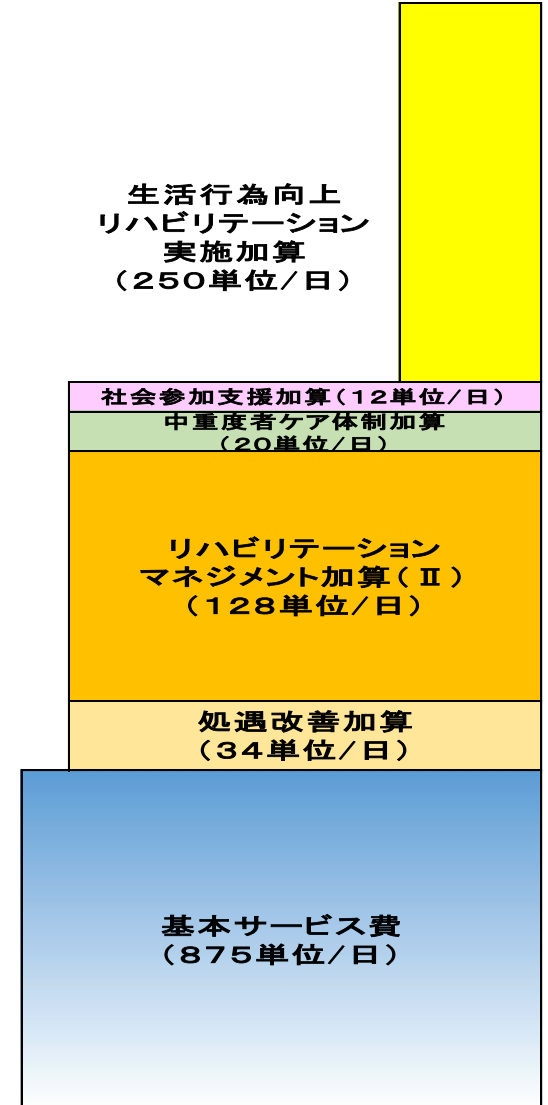 生活行為向上
リハビリテーション
実施加算
（250単位/日）
社会参加支援加算（12単位/日）
中重度者ケア体制加算
（20単位/日）
リハビリテーション
マネジメント加算（Ⅱ）
（128単位/日）
処遇改善加算
（34単位/日）
基本サービス費
（875単位/日）